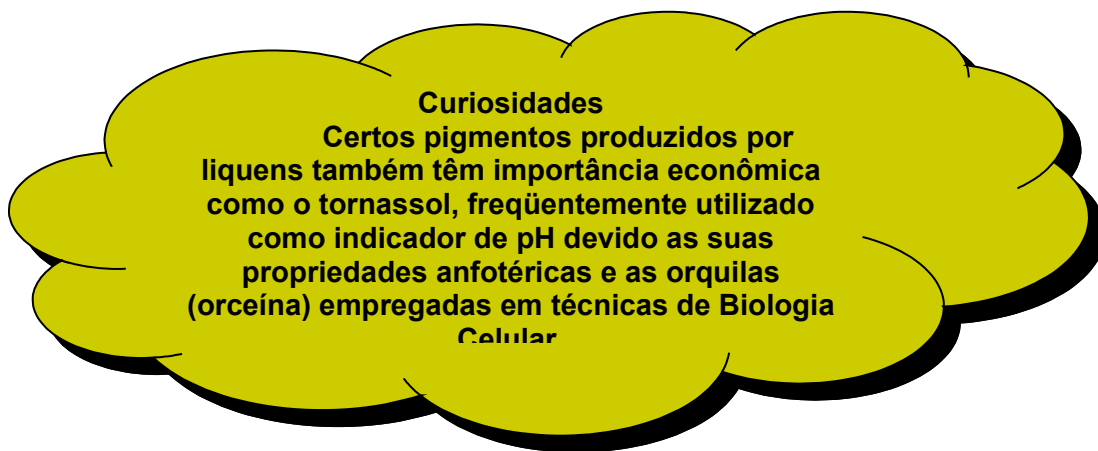 Curiosidades
Certos pigmentos produzidos por
liquens também têm importância econômica
como o tornassol, freqüentemente utilizado
como indicador de pH devido as suas
propriedades anfotéricas e as orquilas
(orceína) empregadas em técnicas de Biologia
Celular